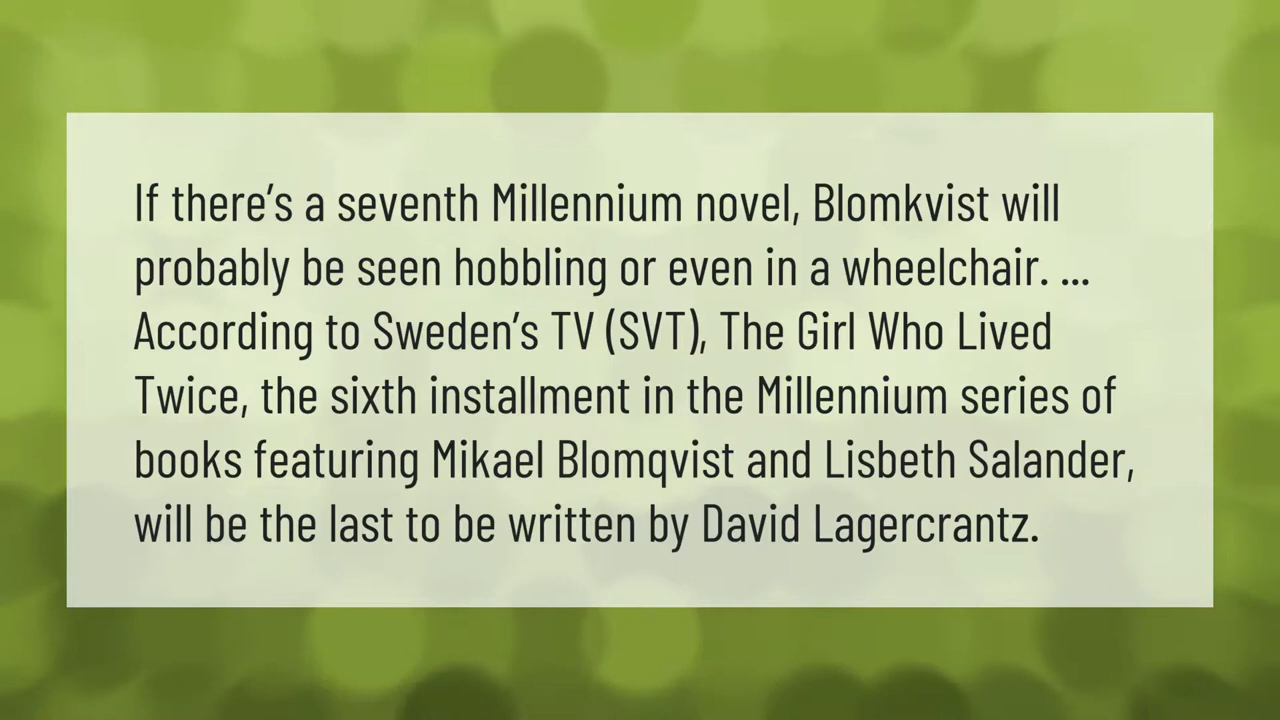 If there’s a seventh Millennium novel, Blomkvist will
probably be seen hobbling or even in a wheelchair. ...
According to Sweden’s TV (SVT), The Girl Who Lived
Twice, the sixth installment in the Millennium series of
books featuring Mikael Blomqvist and Lisbeth Salander,
will be the last to be written by David Lagercrantz.